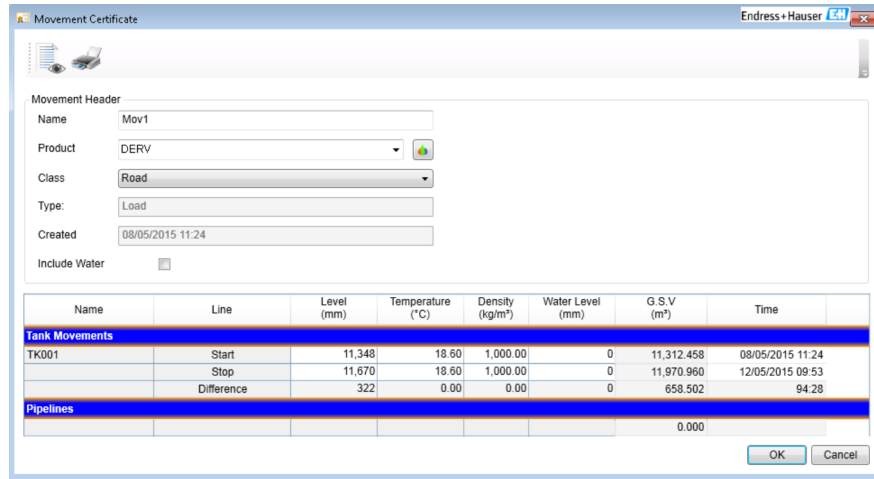 Movement Certificate
Endress+Hauser EH
Movement Header
Name Mov1
Product DERV
Class Road
Type: Load
Created 08/05/2015 11:24
Include Water
Name Line Level (mm) Temperature (°C) Density (kg/m³) Water Level (mm) G.S.V (m³) Time
Tank Movements
TK001 Start 11,348 18.60 1,000.00 0 11,312.458 08/05/2015 11:24
Stop 11,670 18.60 1,000.00 0 11,970.960 12/05/2015 09:53
Difference 322 0.00 0.00 0 658.502 94:28
Pipelines
0.000
OK Cancel